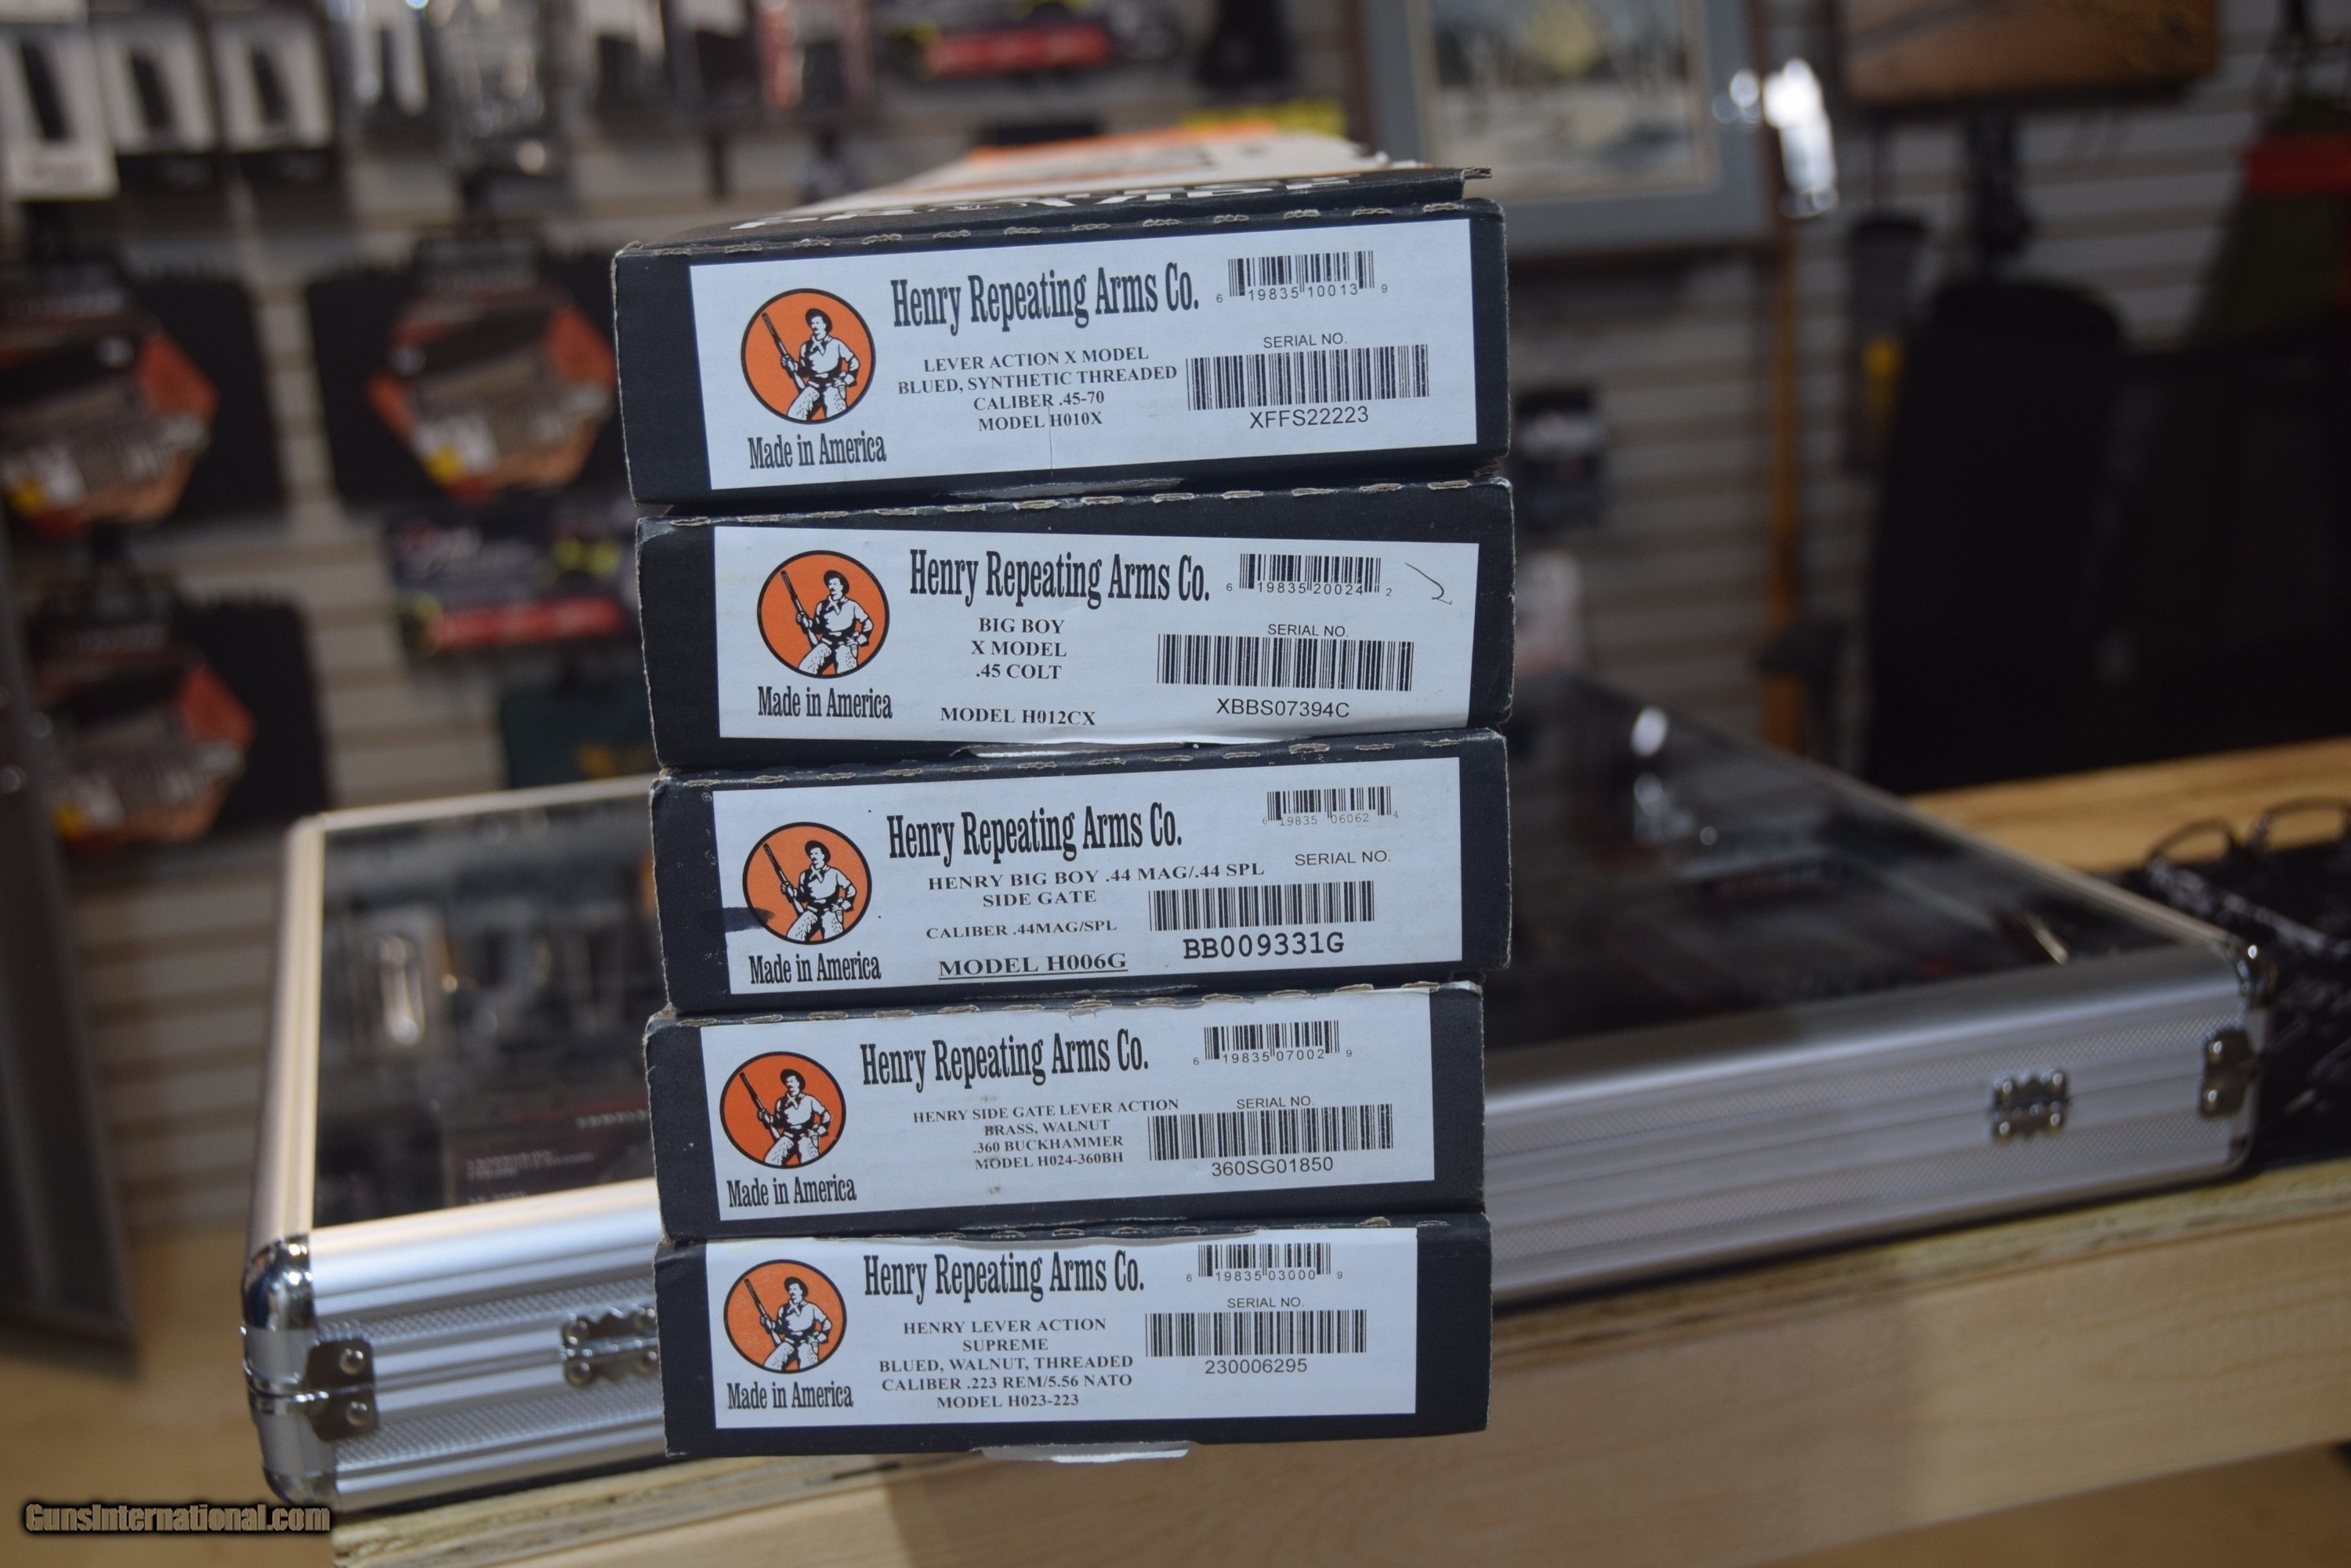 Henry Repeating Arms Co.
6 19835 10013 9
SERIAL NO.
LEVER ACTION X MODEL
BLUED, SYNTHETIC THREADED
CALIBER .45-70
MODEL H010X
XFFS22223
Made in America
Henry Repeating Arms Co.
6 19835 20024 2
SERIAL NO.
BIG BOY
X MODEL
.45 COLT
MODEL H012CX
XBBS07394C
Made in America
Henry Repeating Arms Co.
6 19835 06062 4
SERIAL NO.
HENRY BIG BOY .44 MAG/.44 SPL
SIDE GATE
CALIBER .44MAG/SPL
MODEL H006G
BB009331G
Made in America
Henry Repeating Arms Co.
6 19835 07002 9
SERIAL NO.
HENRY SIDE GATE LEVER ACTION
BRASS, WALNUT
.360 BUCKHAMMER
MODEL H024-360BH
360SG01850
Made in America
Henry Repeating Arms Co.
6 19835 03000 9
SERIAL NO.
HENRY LEVER ACTION
SUPREME
BLUED, WALNUT, THREADED
CALIBER .223 REM/5.56 NATO
MODEL H023-223
230006295
Made in America
GunsInternational.com